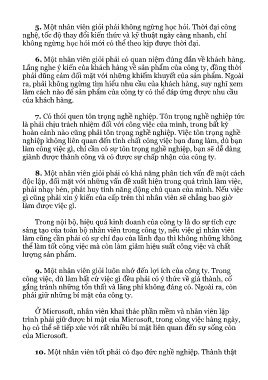 5. Một nhân viên giỏi phải không ngừng học hỏi. Thời đại công
nghệ, tốc độ thay đổi kiến thức và kỹ thuật ngày càng nhanh, chỉ
không ngừng học hỏi mới có thể theo kịp được thời đại.
6. Một nhân viên giỏi phải có quan niệm đúng đắn về khách hàng.
Lắng nghe ý kiến của khách hàng về sản phẩm của công ty, đồng thời
phải dũng cảm đối mặt với những khiếm khuyết của sản phẩm. Ngoài
ra, phải không ngừng tìm hiểu nhu cầu của khách hàng, suy nghĩ xem
làm cách nào để sản phẩm của công ty có thể đáp ứng được nhu cầu
của khách hàng.
7. Có thói quen tôn trọng nghề nghiệp. Tôn trọng nghề nghiệp tức
là phải chịu trách nhiệm đối với công việc của mình, trong bất kỳ
hoàn cảnh nào cũng phải tôn trọng nghề nghiệp. Việc tôn trọng nghề
nghiệp không liên quan đến tính chất công việc bạn đang làm, dù bạn
làm công việc gì, chỉ cần có sự tôn trọng nghề nghiệp, bạn sẽ dễ dàng
giành được thành công và có được sự chấp nhận của công ty.
8. Một nhân viên giỏi phải có khả năng phân tích vấn đề một cách
độc lập, đối mặt với những vấn đề xuất hiện trong quá trình làm việc,
phải nhạy bén, phát huy tính năng động chủ quan của mình. Nếu việc
gì cũng phải xin ý kiến của cấp trên thì nhân viên sẽ chẳng bao giờ
làm được việc gì.
Trong nội bộ, hiệu quả kinh doanh của công ty là do sự tích cực
sáng tạo của toàn bộ nhân viên trong công ty, nếu việc gì nhân viên
làm cũng cần phải có sự chỉ đạo của lãnh đạo thì không những không
thể làm tốt công việc mà còn làm giảm hiệu suất công việc và chất
lượng sản phẩm.
9. Một nhân viên giỏi luôn nhớ đến lợi ích của công ty. Trong
công việc, dù làm bất cứ việc gì đều phải có ý thức về giá thành, cố
gắng tránh những tổn thất và lãng phí không đáng có. Ngoài ra, còn
phải giữ những bí mật của công ty.
Ở Microsoft, nhân viên khai thác phần mềm và nhân viên lập
trình phải giữ được bí mật của Microsoft, trong công việc hàng ngày,
họ có thể sẽ tiếp xúc với rất nhiều bí mật liên quan đến sự sống còn
của Microsoft.
10. Một nhân viên tốt phải có đạo đức nghề nghiệp. Thành thật